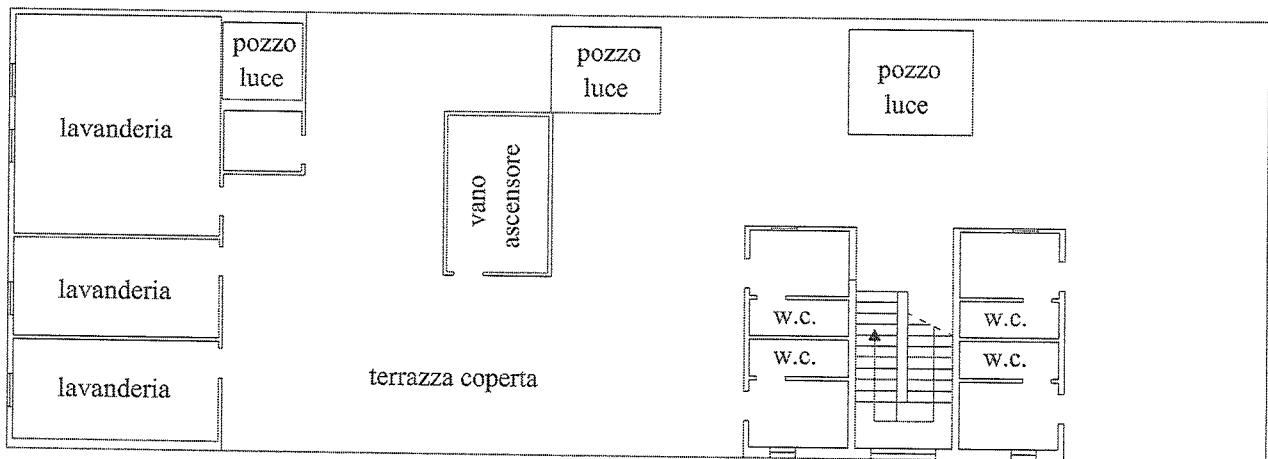 pozzo
luce
pozzo
luce
pozzo
luce
lavanderia
vano
ascensore
lavanderia
w.c.
w.c.
w.c.
w.c.
terrazza coperta
lavanderia